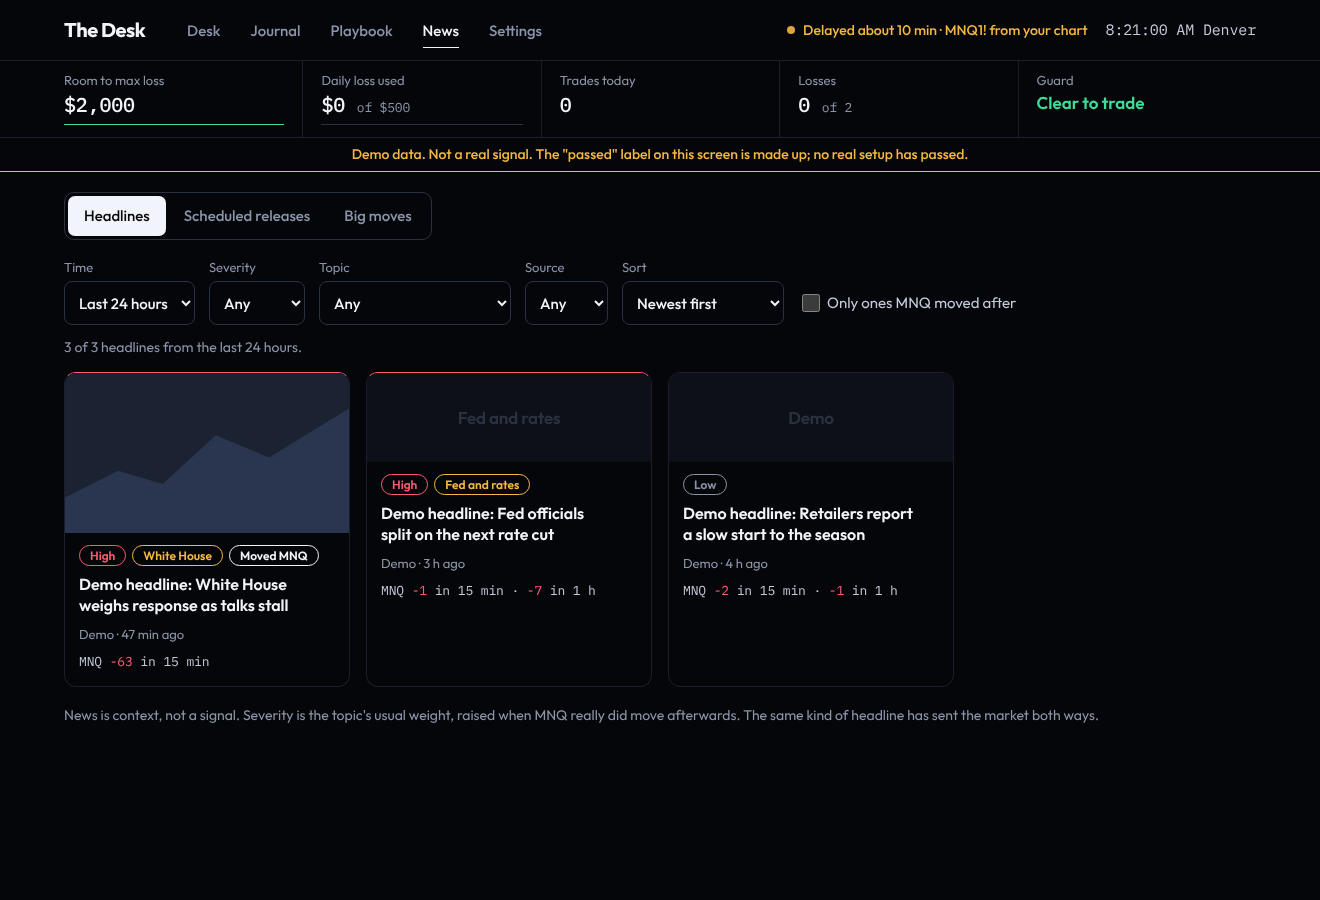 The Desk
Desk
Journal
Playbook
News
Settings
Delayed about 10 min · MNQ1! from your chart
8:21:00 AM Denver
Room to max loss
$2,000
Daily loss used
$0 of $500
Trades today
0
Losses
0 of 2
Guard
Clear to trade
Demo data. Not a real signal. The "passed" label on this screen is made up; no real setup has passed.
Headlines
Scheduled releases
Big moves
Time
Last 24 hours
Severity
Any
Topic
Any
Source
Any
Sort
Newest first
Only ones MNQ moved after
3 of 3 headlines from the last 24 hours.
High
White House
Moved MNQ
Demo headline: White House
weighs response as talks stall
Demo · 47 min ago
MNQ -63 in 15 min
Fed and rates
High
Fed and rates
Demo headline: Fed officials
split on the next rate cut
Demo · 3 h ago
MNQ -1 in 15 min · -7 in 1 h
Demo
Low
Demo headline: Retailers report
a slow start to the season
Demo · 4 h ago
MNQ -2 in 15 min · -1 in 1 h
News is context, not a signal. Severity is the topic's usual weight, raised when MNQ really did move afterwards. The same kind of headline has sent the market both ways.